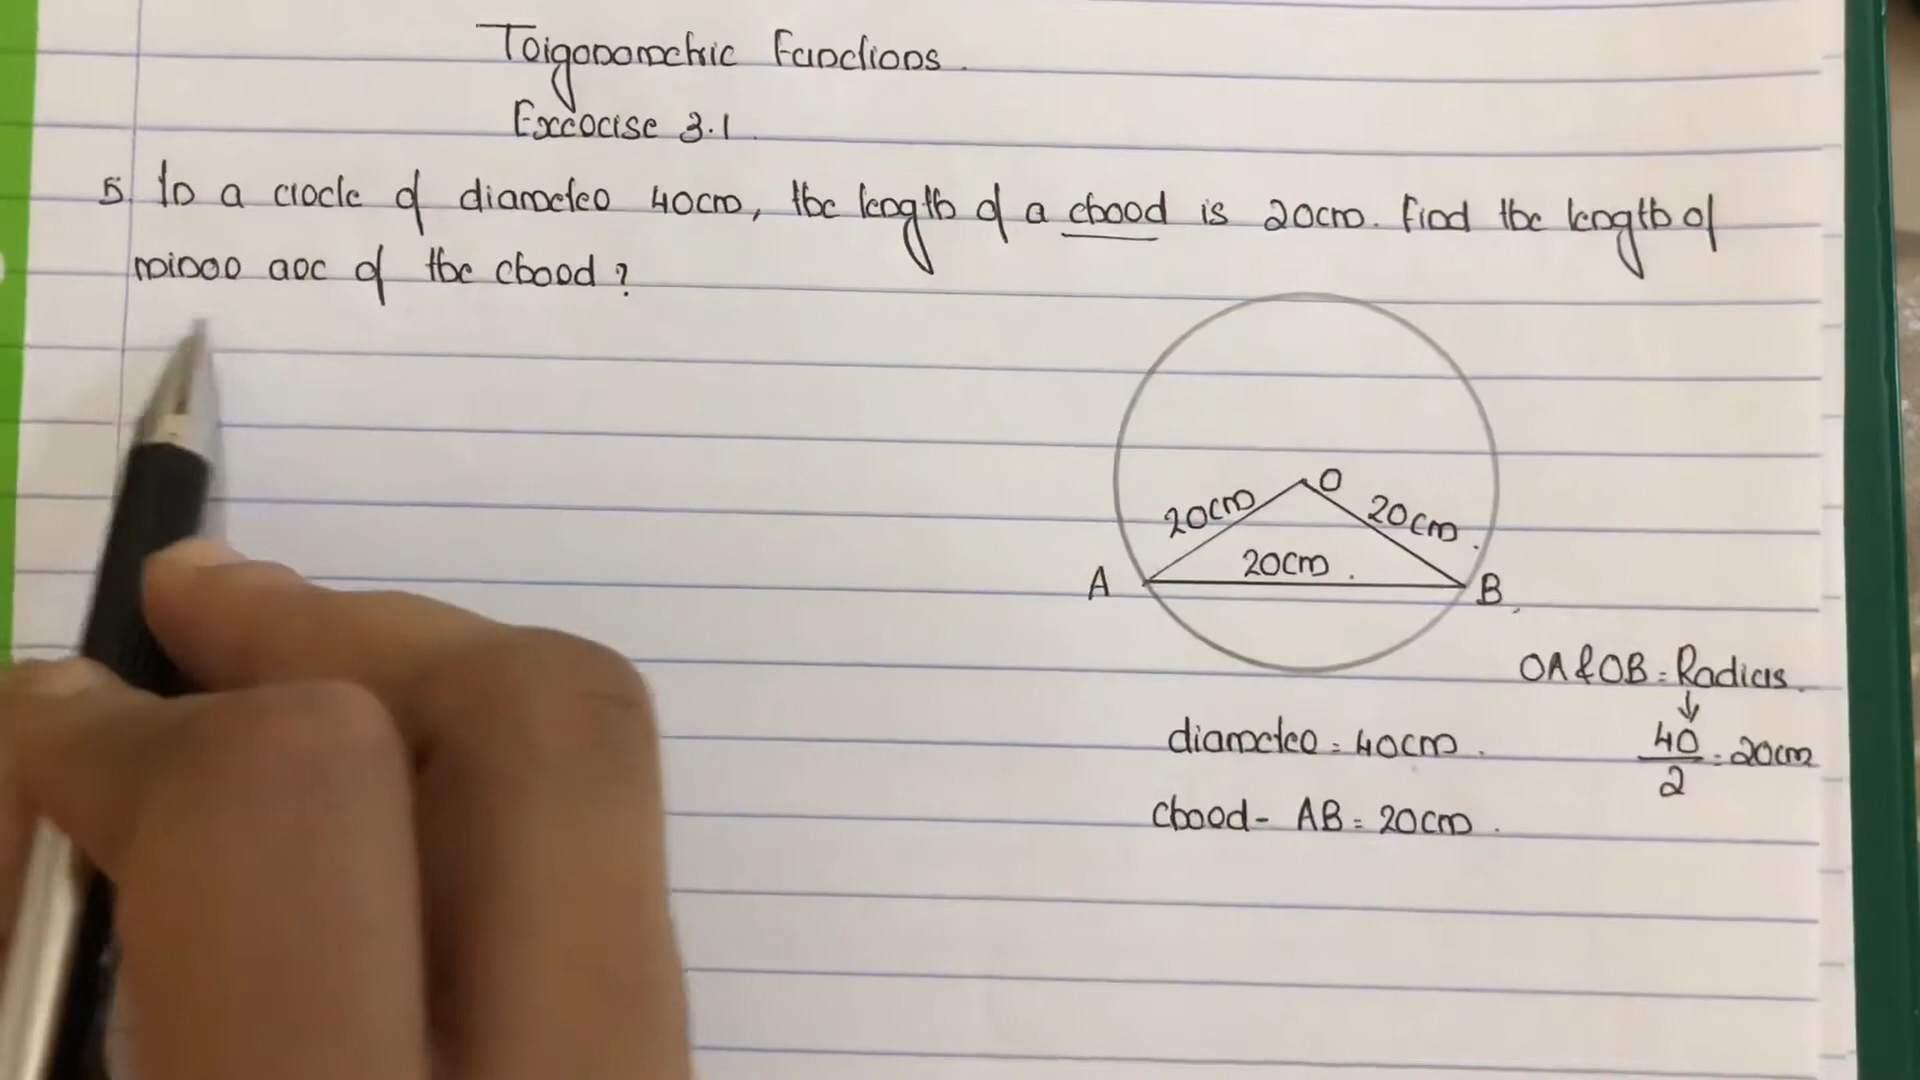 Trigonometric Functions.
Exercise 3.1.
5. In a circle of diameter 40cm, the length of a chord is 20cm. Find the length of
minor arc of the chord?
O
20cm
20cm.
20cm.
A
B.
OA & OB = Radius.
↓
diameter = 40cm.
40/2 = 20cm
chord - AB = 20cm.